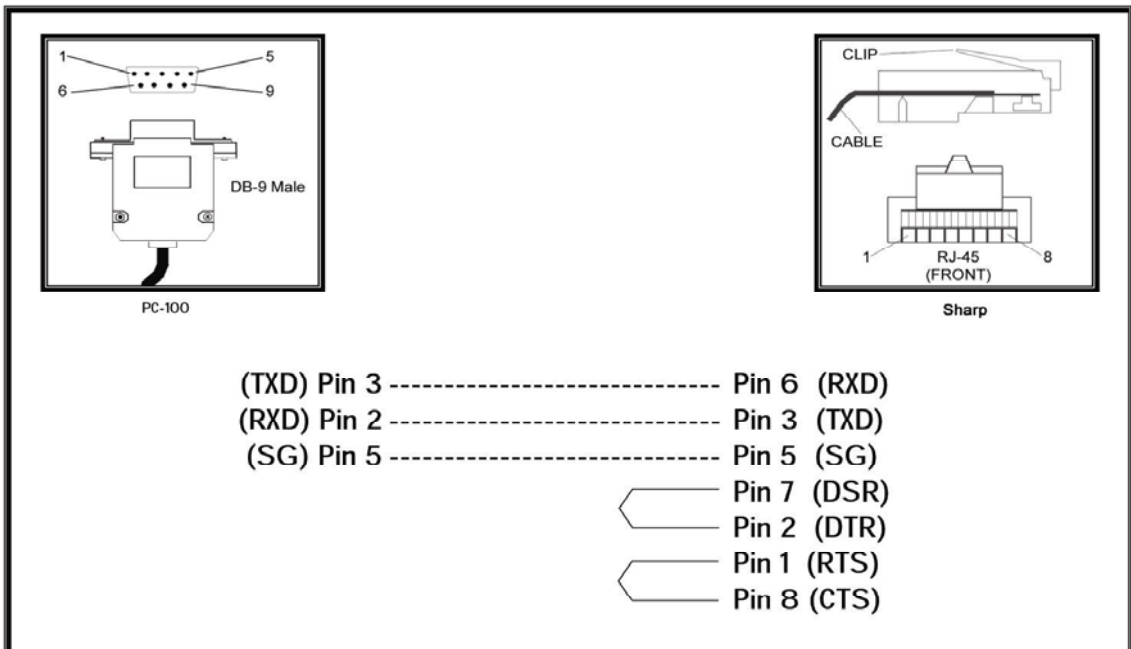 1 5
6 9
DB-9 Male
PC-100
CLIP
CABLE
1 8
RJ-45
(FRONT)
Sharp
(TXD) Pin 3 ------------------------------ Pin 6 (RXD)
(RXD) Pin 2 ------------------------------ Pin 3 (TXD)
(SG) Pin 5 ------------------------------ Pin 5 (SG)
Pin 7 (DSR)
Pin 2 (DTR)
Pin 1 (RTS)
Pin 8 (CTS)